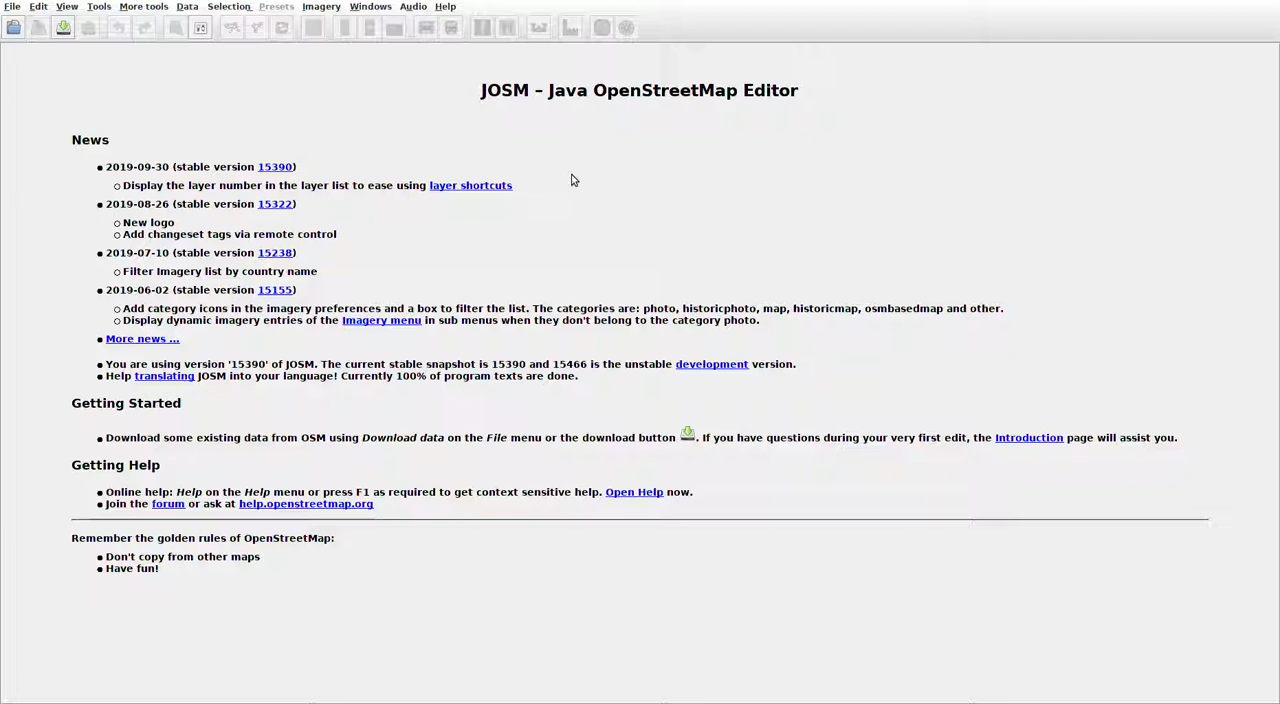 File Edit View Tools More tools Data Selection Presets Imagery Windows Audio Help
JOSM – Java OpenStreetMap Editor
News
2019-09-30 (stable version 15390)
Display the layer number in the layer list to ease using layer shortcuts
2019-08-26 (stable version 15322)
New logo
Add changeset tags via remote control
2019-07-10 (stable version 15238)
Filter Imagery list by country name
2019-06-02 (stable version 15155)
Add category icons in the imagery preferences and a box to filter the list. The categories are: photo, historicphoto, map, historicmap, osmbasedmap and other.
Display dynamic imagery entries of the Imagery menu in sub menus when they don't belong to the category photo.
More news ...
You are using version '15390' of JOSM. The current stable snapshot is 15390 and 15466 is the unstable development version.
Help translating JOSM into your language! Currently 100% of program texts are done.
Getting Started
Download some existing data from OSM using Download data on the File menu or the download button . If you have questions during your very first edit, the Introduction page will assist you.
Getting Help
Online help: Help on the Help menu or press F1 as required to get context sensitive help. Open Help now.
Join the forum or ask at help.openstreetmap.org
Remember the golden rules of OpenStreetMap:
Don't copy from other maps
Have fun!